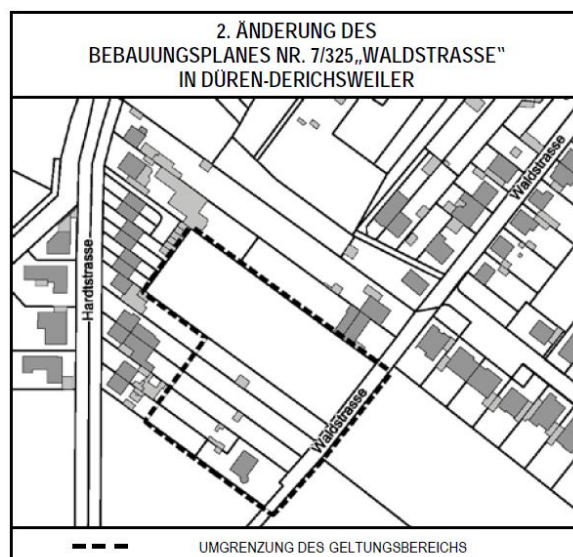 2. ÄNDERUNG DES
BEBAUUNGSPLANES NR. 7/325„WALDSTRASSE“
IN DÜREN-DERICHSWEILER
Waldstrasse
Hardtstrasse
Waldstrasse
UMGRENZUNG DES GELTUNGSBEREICHS